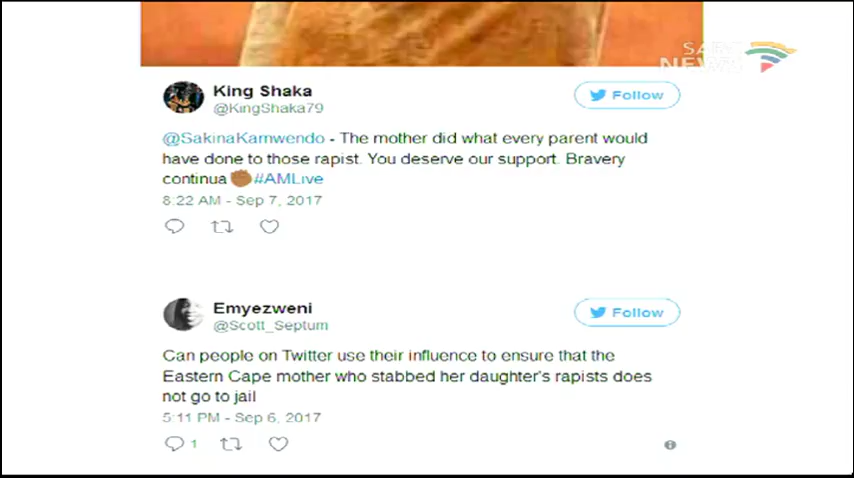 SABC
NEWS
King Shaka
@KingShaka79
Follow
@SakinaKamwendo - The mother did what every parent would
have done to those rapist. You deserve our support. Bravery
continua ✊🏾#AMLive
8:22 AM - Sep 7, 2017
Emyezweni
@Scott_Septum
Follow
Can people on Twitter use their influence to ensure that the
Eastern Cape mother who stabbed her daughter's rapists does
not go to jail
5:11 PM - Sep 6, 2017
1